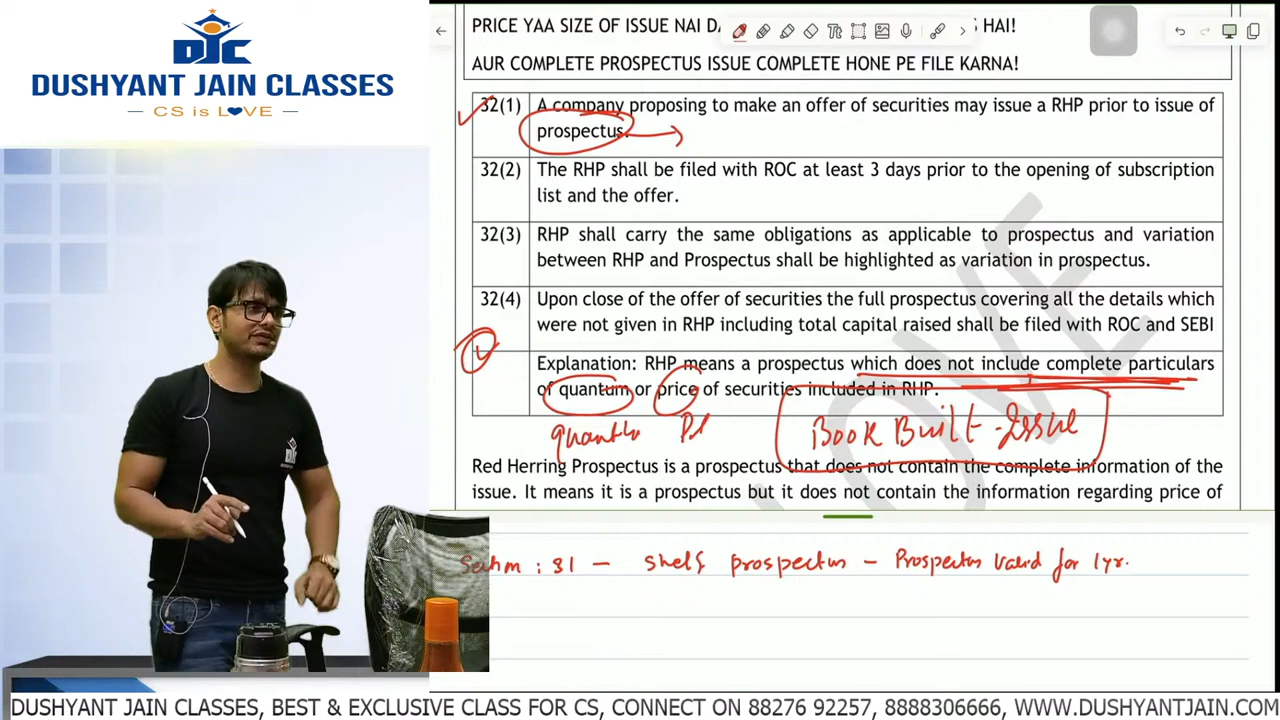 DJC
DUSHYANT JAIN CLASSES
CS is LOVE
PRICE YAA SIZE OF ISSUE NAI S HAI!
AUR COMPLETE PROSPECTUS ISSUE COMPLETE HONE PE FILE KARNA!
32(1) A company proposing to make an offer of securities may issue a RHP prior to issue of
prospectus.
32(2) The RHP shall be filed with ROC at least 3 days prior to the opening of subscription
list and the offer.
32(3) RHP shall carry the same obligations as applicable to prospectus and variation
between RHP and Prospectus shall be highlighted as variation in prospectus.
32(4) Upon close of the offer of securities the full prospectus covering all the details which
were not given in RHP including total capital raised shall be filed with ROC and SEBI
Explanation: RHP means a prospectus which does not include complete particulars
of quantum or price of securities included in RHP.
Book Built Issue
Red Herring Prospectus is a prospectus that does not contain the complete information of the
issue. It means it is a prospectus but it does not contain the information regarding price of
LOVE
: 31 – Shelf prospectus – Prospectus valid for 1yr.
DUSHYANT JAIN CLASSES, BEST & EXCLUSIVE CLASS FOR CS, CONNECT ON 88276 92257, 8888306666, WWW.DUSHYANTJAIN.COM